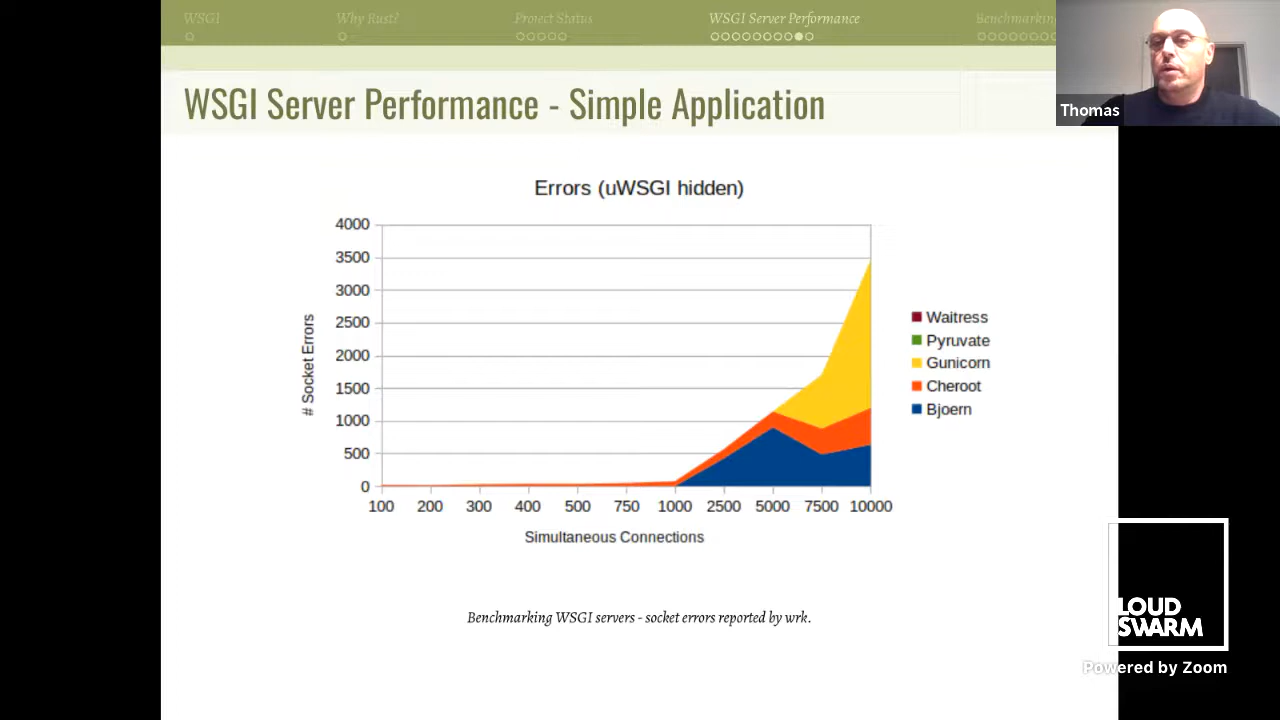 WSGI
Why Rust?
Project Status
WSGI Server Performance
Benchmarking
WSGI Server Performance - Simple Application
Thomas
Errors (uWSGI hidden)
# Socket Errors
4000
3500
3000
2500
2000
1500
1000
500
0
100 200 300 400 500 750 1000 2500 5000 7500 10000
Simultaneous Connections
Waitress
Pyruvate
Gunicorn
Cheroot
Bjoern
Benchmarking WSGI servers - socket errors reported by wrk.
LOUD
SWARM
Powered by Zoom